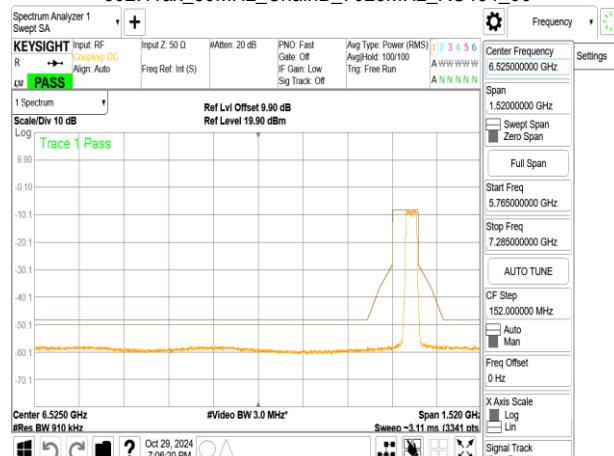 Spectrum Analyzer 1
Swept SA
+
Frequency
Settings
KEYSIGHT
R
LXI
PASS
Input: RF
Coupling: DC
Align: Auto
Input Z: 50 Ω
Freq Ref: Int (S)
#Atten: 20 dB
PNO: Fast
Gate: Off
IF Gain: Low
Sig Track: Off
Avg Type: Power (RMS)
Avg|Hold: 100/100
Trig: Free Run
1 2 3 4 5 6
A W W W W W
A N N N N N
1 Spectrum
Scale/Div 10 dB
Ref Lvl Offset 9.90 dB
Ref Level 19.90 dBm
Log
Trace 1 Pass
9.90
-0.10
-10.1
-20.1
-30.1
-40.1
-50.1
-60.1
-70.1
Center 6.5250 GHz
#Video BW 3.0 MHz*
Span 1.520 GHz
#Res BW 910 kHz
Sweep ~3.11 ms (3341 pts)
Oct 29, 2024
7:06:20 PM
Center Frequency
6.525000000 GHz
Span
1.52000000 GHz
Swept Span
Zero Span
Full Span
Start Freq
5.765000000 GHz
Stop Freq
7.285000000 GHz
AUTO TUNE
CF Step
152.000000 MHz
Auto
Man
Freq Offset
0 Hz
X Axis Scale
Log
Lin
Signal Track